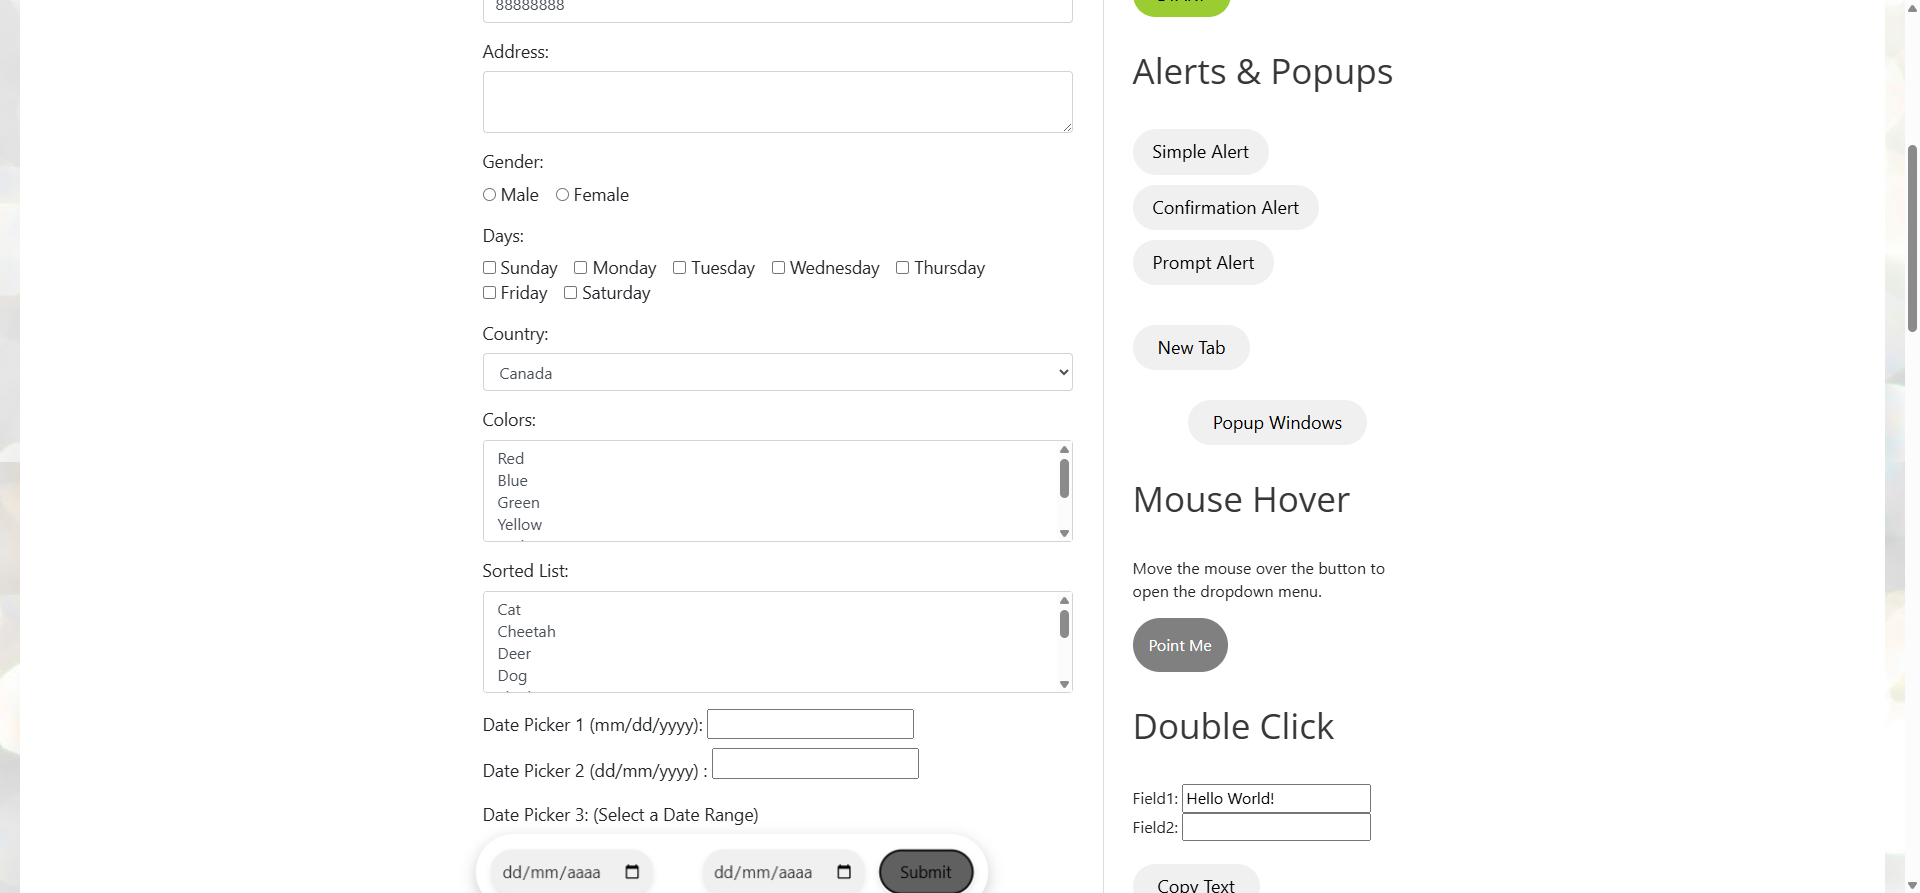 88888888
Address:
Gender:
Male Female
Days:
Sunday Monday Tuesday Wednesday Thursday
Friday Saturday
Country:
Canada
Colors:
Red
Blue
Green
Yellow
Sorted List:
Cat
Cheetah
Deer
Dog
Date Picker 1 (mm/dd/yyyy):
Date Picker 2 (dd/mm/yyyy) :
Date Picker 3: (Select a Date Range)
dd/mm/aaaa dd/mm/aaaa Submit
Alerts & Popups
Simple Alert
Confirmation Alert
Prompt Alert
New Tab
Popup Windows
Mouse Hover
Move the mouse over the button to
open the dropdown menu.
Point Me
Double Click
Field1: Hello World!
Field2:
Copy Text